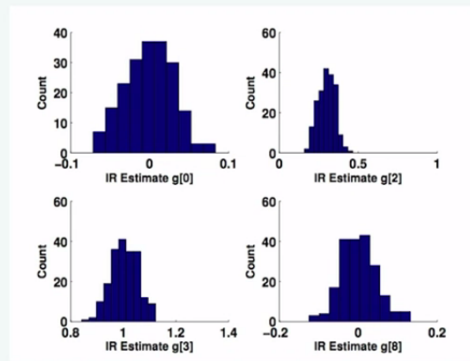 40
30
20
10
0
Count
-0.1 0 0.1
IR Estimate g[0]
60
40
20
0
Count
0 0.5 1
IR Estimate g[2]
60
40
20
0
Count
0.8 1 1.2 1.4
IR Estimate g[3]
60
40
20
0
Count
-0.2 0 0.2
IR Estimate g[8]